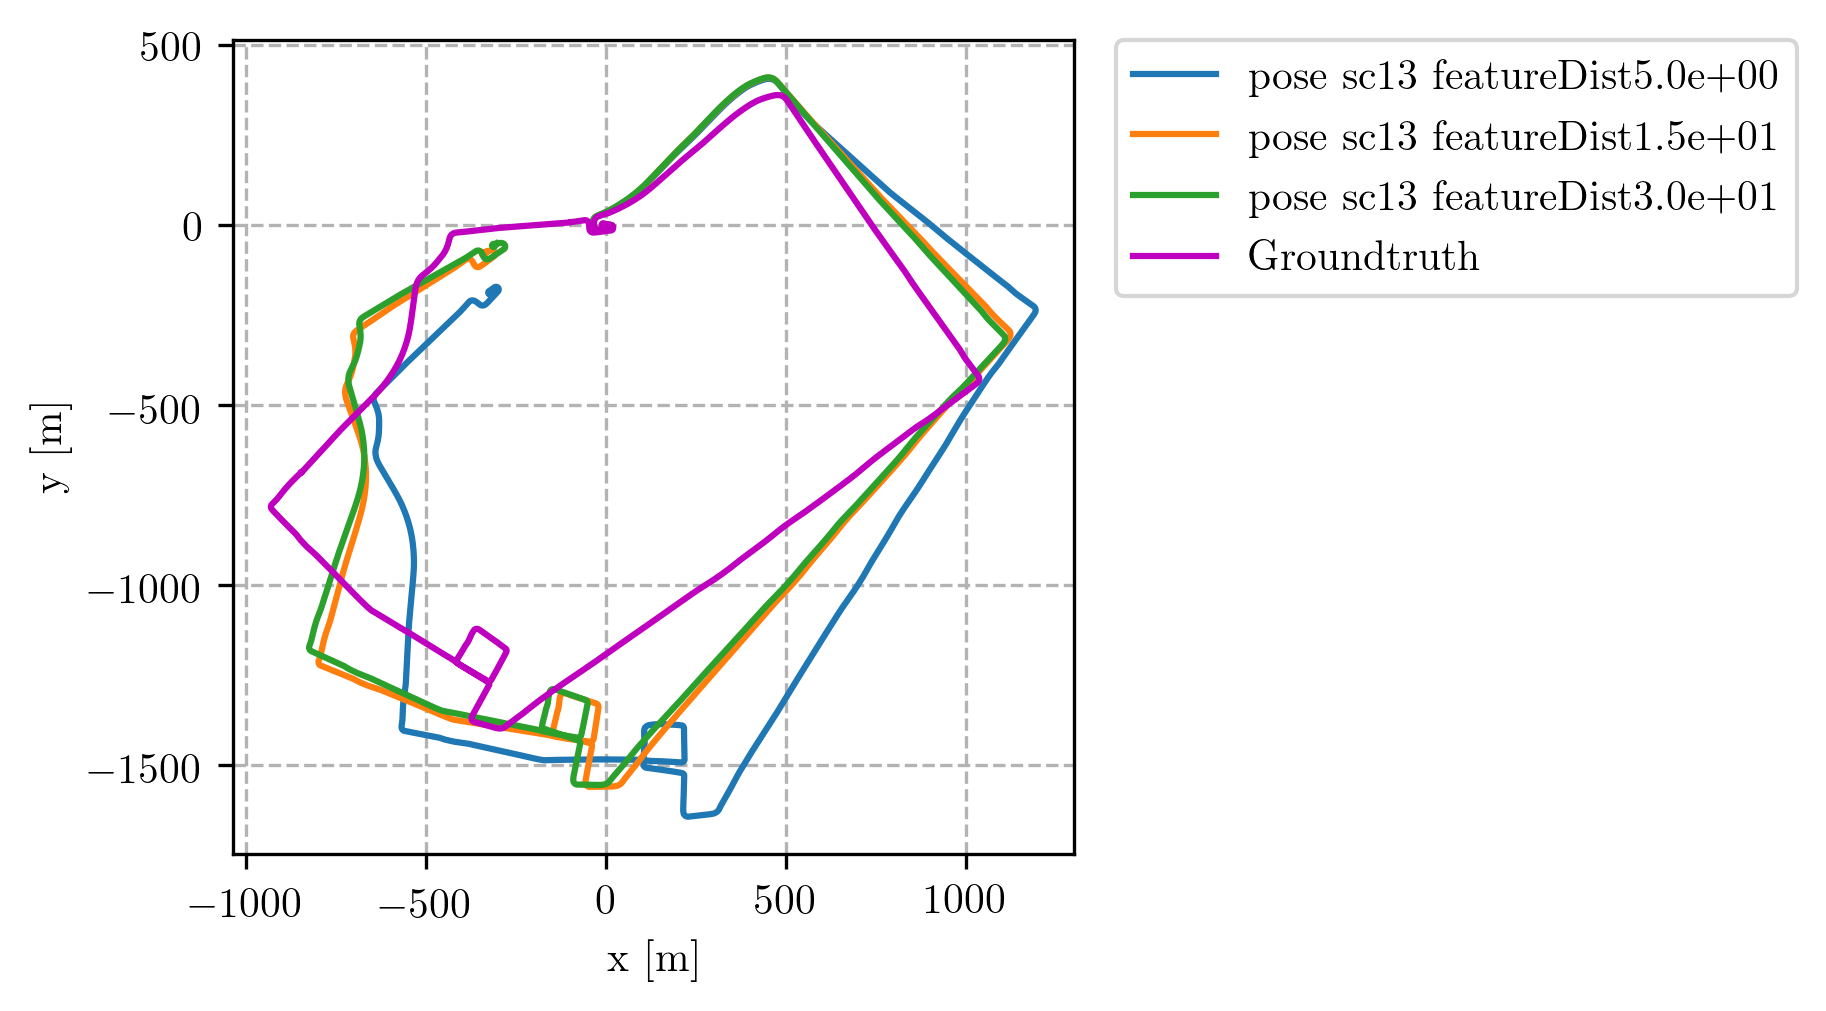 500
0
−500
−1000
−1500
y [m]
−1000
−500
0
500
1000
x [m]
pose sc13 featureDist5.0e+00
pose sc13 featureDist1.5e+01
pose sc13 featureDist3.0e+01
Groundtruth